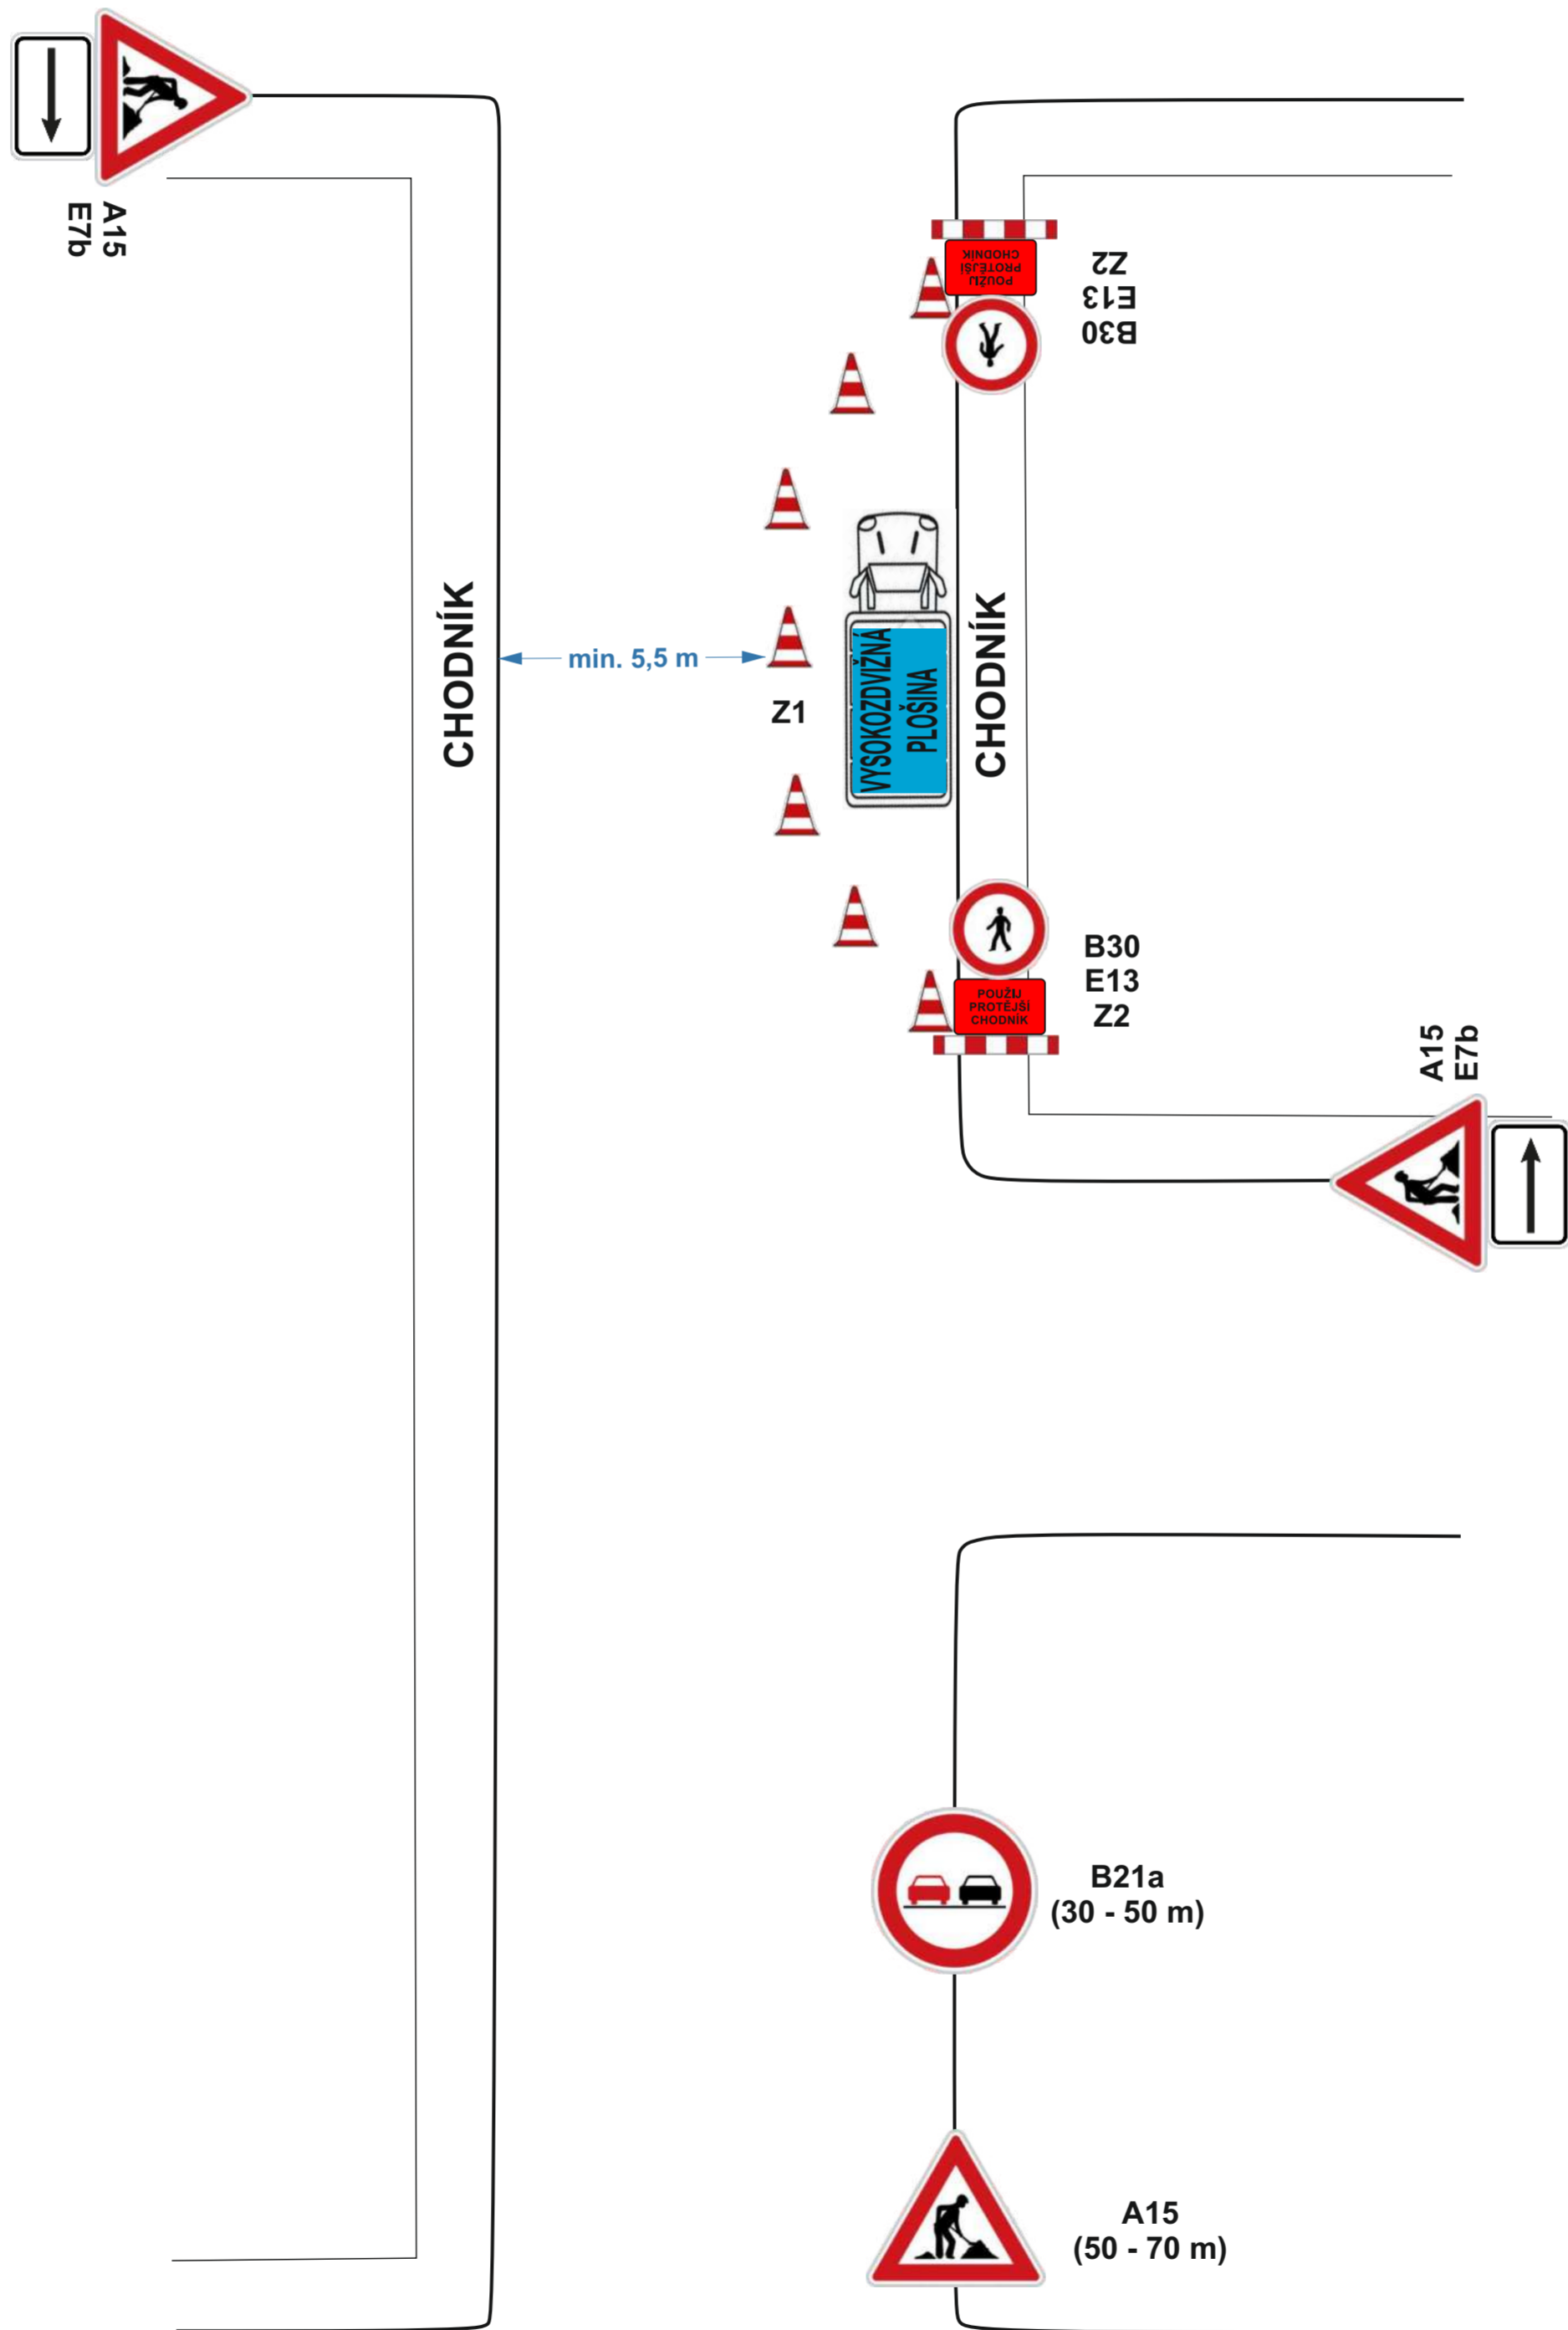 A15
E7b
Z2
E13
B30
POUŽIJ
PROTĚJŠÍ
CHODNÍK
CHODNÍK
min. 5,5 m
Z1
VYSOKOZDVIZNÁ
PLOŠINA
CHODNÍK
B30
E13
Z2
POUŽIJ
PROTĚJŠÍ
CHODNÍK
A15
E7b
B21a
(30 - 50 m)
A15
(50 - 70 m)